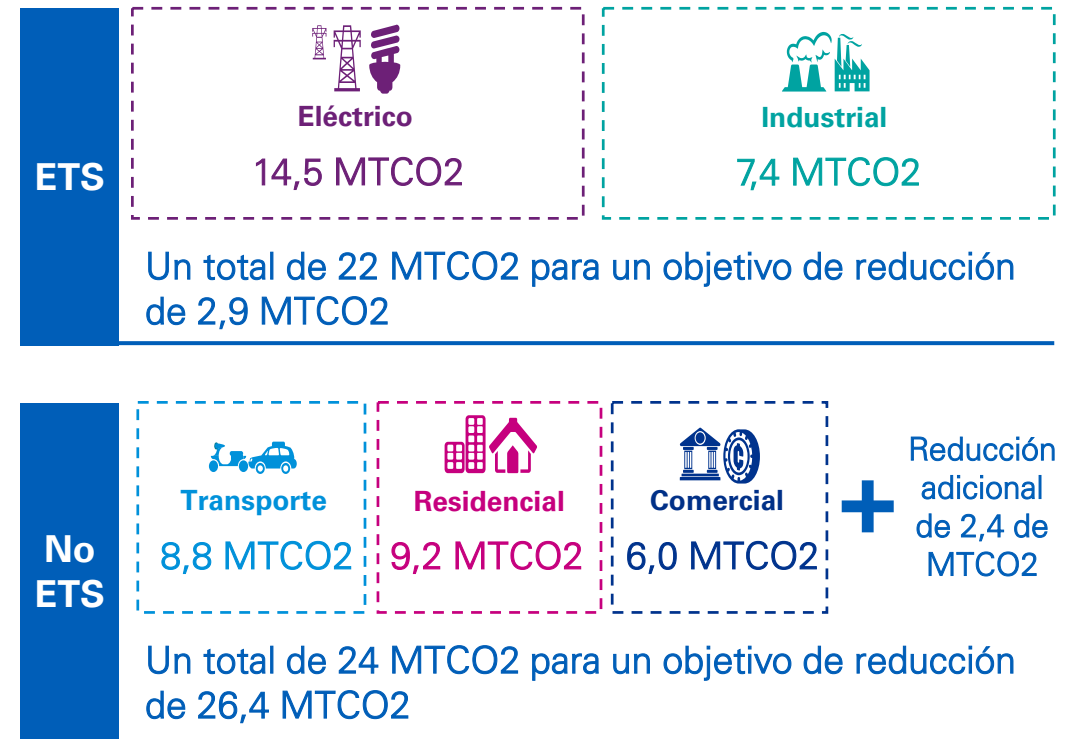 ETS
Eléctrico
14,5 MTCO2
Industrial
7,4 MTCO2
Un total de 22 MTCO2 para un objetivo de reducción
de 2,9 MTCO2
No
ETS
Transporte
8,8 MTCO2
Residencial
9,2 MTCO2
Comercial
6,0 MTCO2
+
Reducción
adicional
de 2,4 de
MTCO2
Un total de 24 MTCO2 para un objetivo de reducción
de 26,4 MTCO2